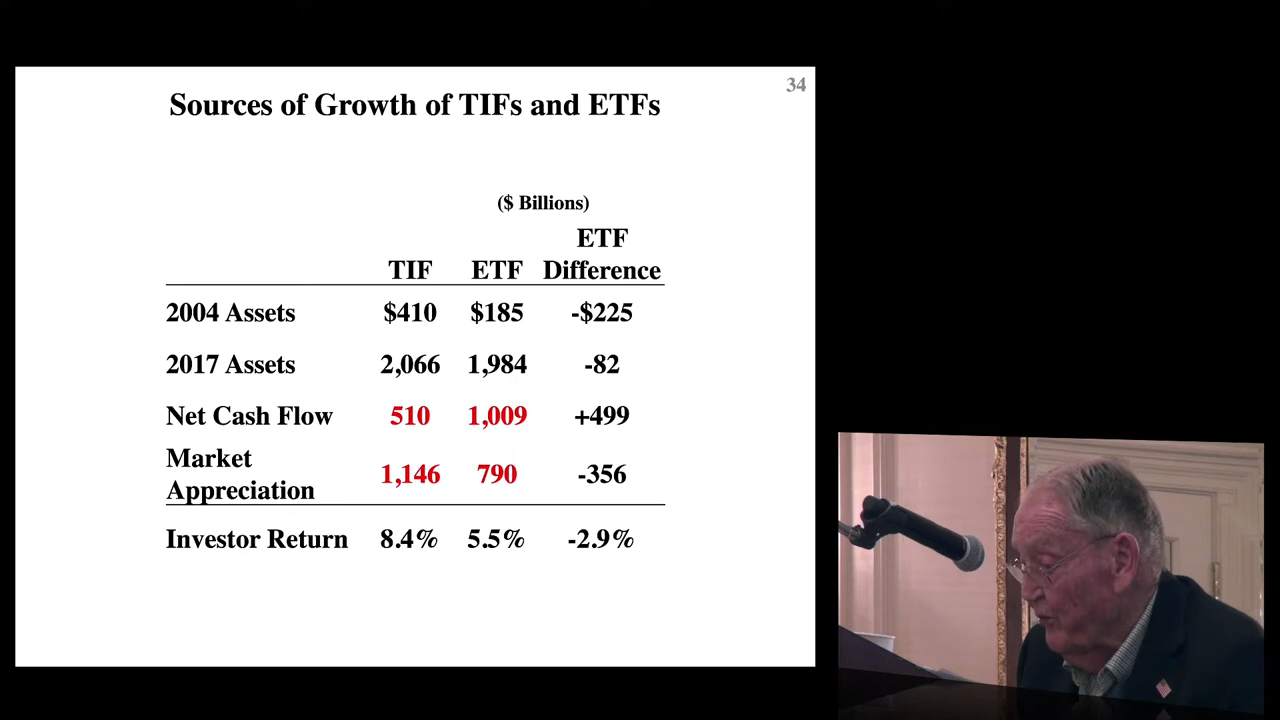 34
Sources of Growth of TIFs and ETFs
($ Billions)
ETF
TIF ETF Difference
2004 Assets $410 $185 -$225
2017 Assets 2,066 1,984 -82
Net Cash Flow 510 1,009 +499
Market
Appreciation 1,146 790 -356
Investor Return 8.4% 5.5% -2.9%